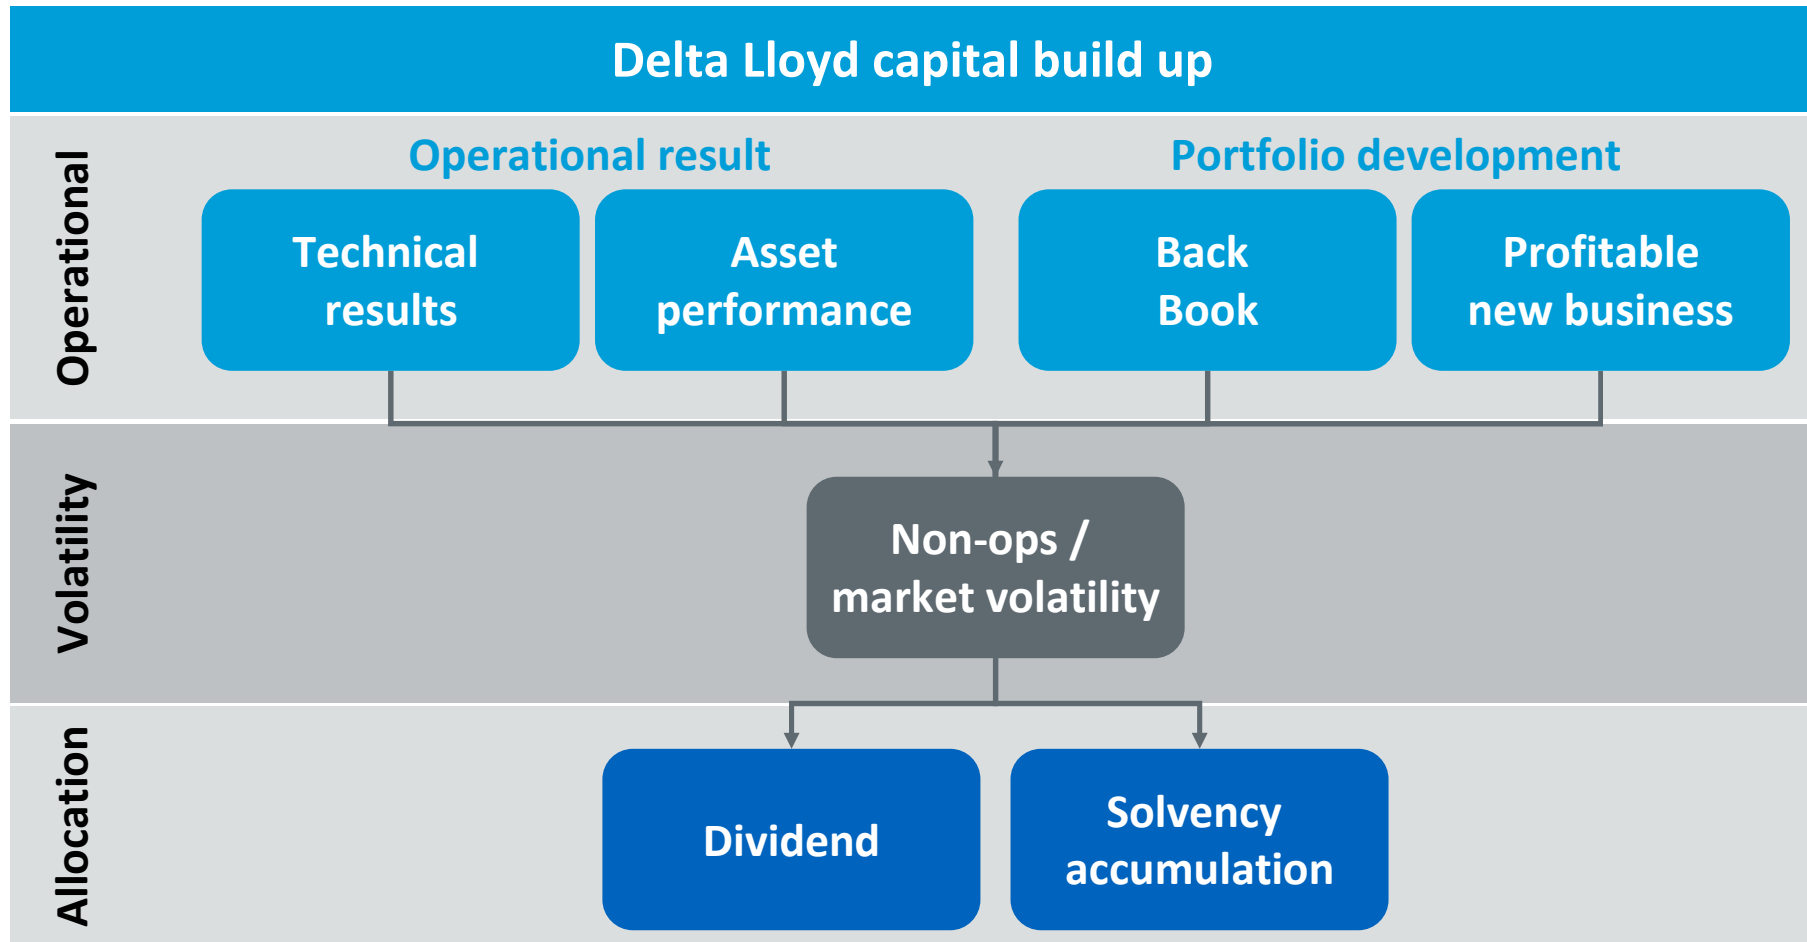 Delta Lloyd capital build up
Operational
Operational result
Portfolio development
Technical
results
Asset
performance
Back
Book
Profitable
new business
Volatility
Non-ops /
market volatility
Allocation
Dividend
Solvency
accumulation